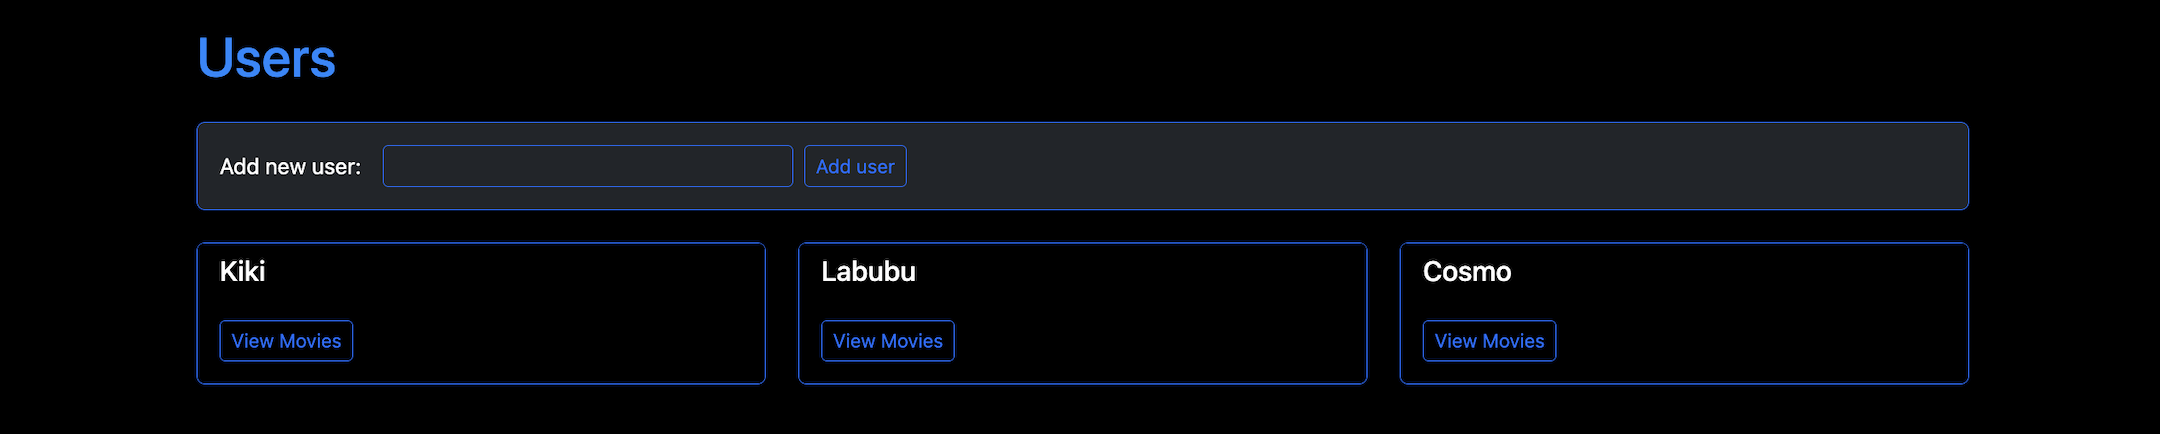 Users
Add new user: Add user
Kiki Labubu Cosmo
View Movies View Movies View Movies